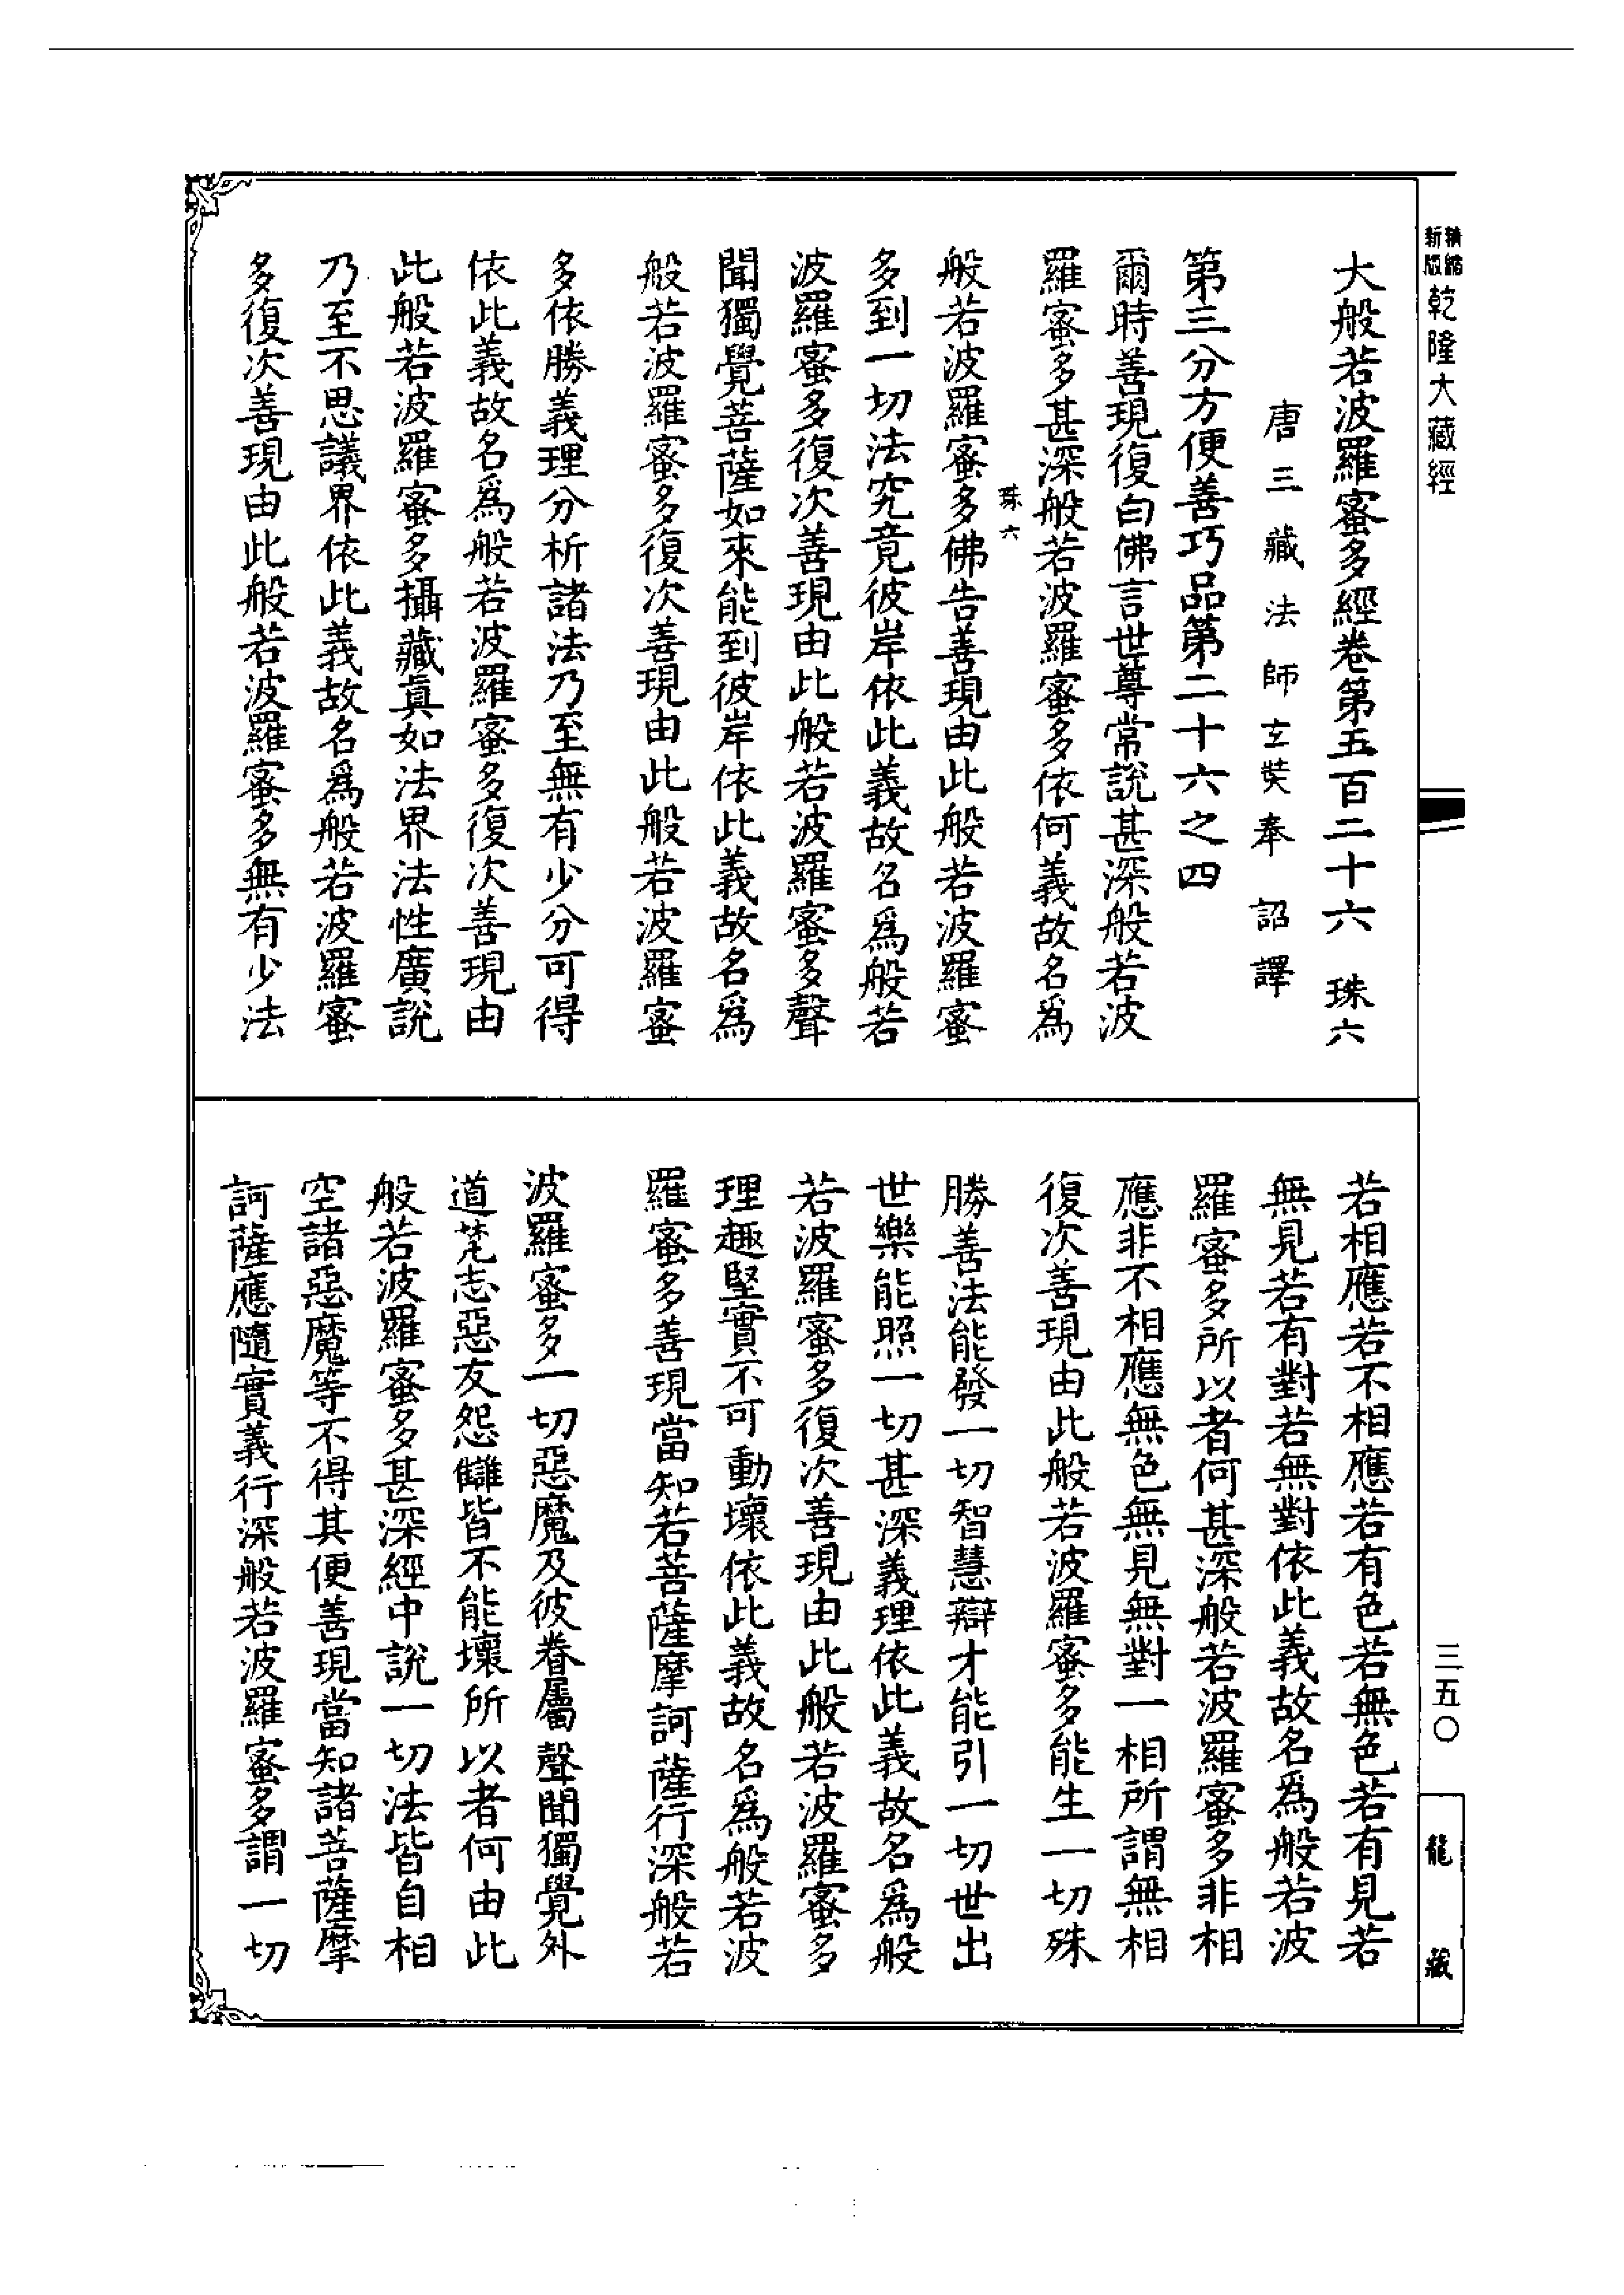 精縮新版乾隆大藏經
大般若波羅蜜多經卷第五百二十六　珠六
唐三藏法師玄奘奉　詔譯
第三分方便善巧品第二十六之四
爾時善現復白佛言世尊常說甚深般若波
羅蜜多甚深般若波羅蜜多依何義故名爲
珠六
般若波羅蜜多佛告善現由此般若波羅蜜
多到一切法究竟彼岸依此義故名爲般若
波羅蜜多復次善現由此般若波羅蜜多聲
聞獨覺菩薩如來能到彼岸依此義故名爲
般若波羅蜜多復次善現由此般若波羅蜜
多依勝義理分析諸法乃至無有少分可得
依此義故名爲般若波羅蜜多復次善現由
此般若波羅蜜多攝藏眞如法界法性廣說
乃至不思議界依此義故名爲般若波羅蜜
多復次善現由此般若波羅蜜多無有少法
若相應若不相應若有色若無色若有見若
無見若有對若無對依此義故名爲般若波
羅蜜多所以者何甚深般若波羅蜜多非相
應非不相應無色無見無對一相所謂無相
復次善現由此般若波羅蜜多能生一切殊
勝善法能發一切智慧辯才能引一切世出
世樂能照一切甚深義理依此義故名爲般
若波羅蜜多復次善現由此般若波羅蜜多
理趣堅實不可動壞依此義故名爲般若波
羅蜜多善現當知若菩薩摩訶薩行深般若
波羅蜜多一切惡魔及彼眷屬聲聞獨覺外
道梵志惡友怨讎皆不能壞所以者何由此
般若波羅蜜多甚深經中說一切法皆自相
空諸惡魔等不得其便善現當知諸菩薩摩
訶薩應隨實義行深般若波羅蜜多謂一切
三五〇
龍藏